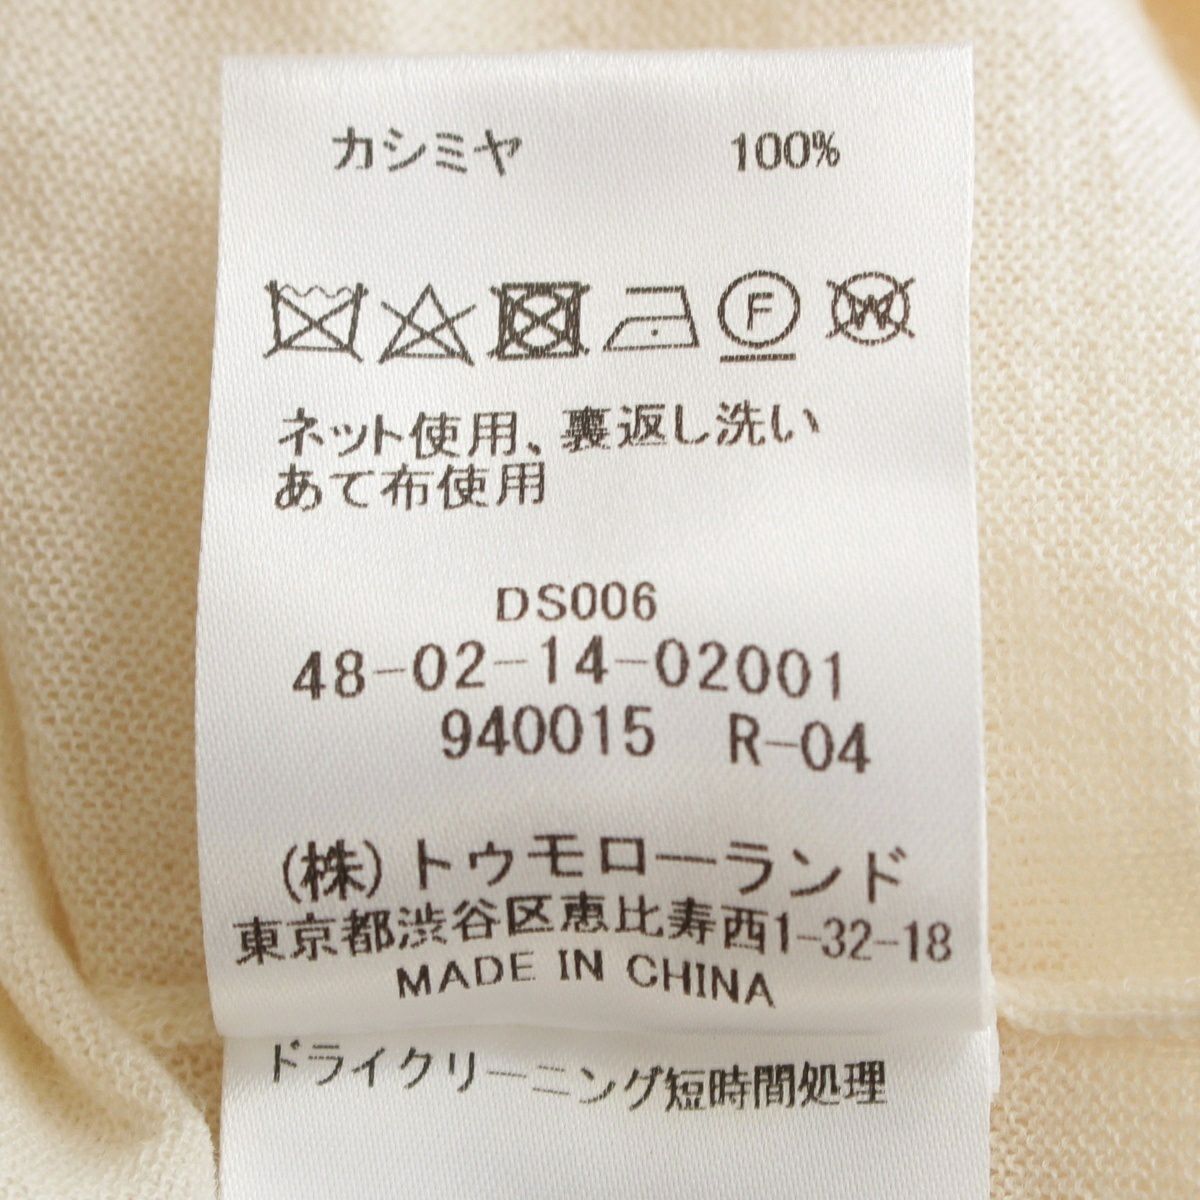 カシミヤ 100%
F W
ネット使用、裏返し洗い
あて布使用
DS006
48-02-14-02001
940015 R-04
(株)トゥモローランド
東京都渋谷区恵比寿西1-32-18
MADE IN CHINA
ドライクリーニング短時間処理